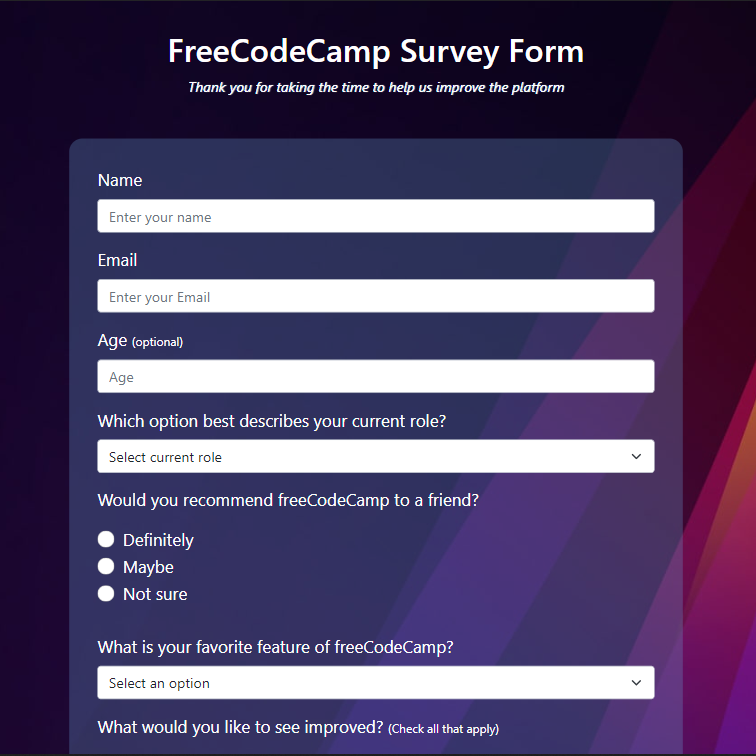 FreeCodeCamp Survey Form
Thank you for taking the time to help us improve the platform
Name
Enter your name
Email
Enter your Email
Age (optional)
Age
Which option best describes your current role?
Select current role
Would you recommend freeCodeCamp to a friend?
Definitely
Maybe
Not sure
What is your favorite feature of freeCodeCamp?
Select an option
What would you like to see improved? (Check all that apply)